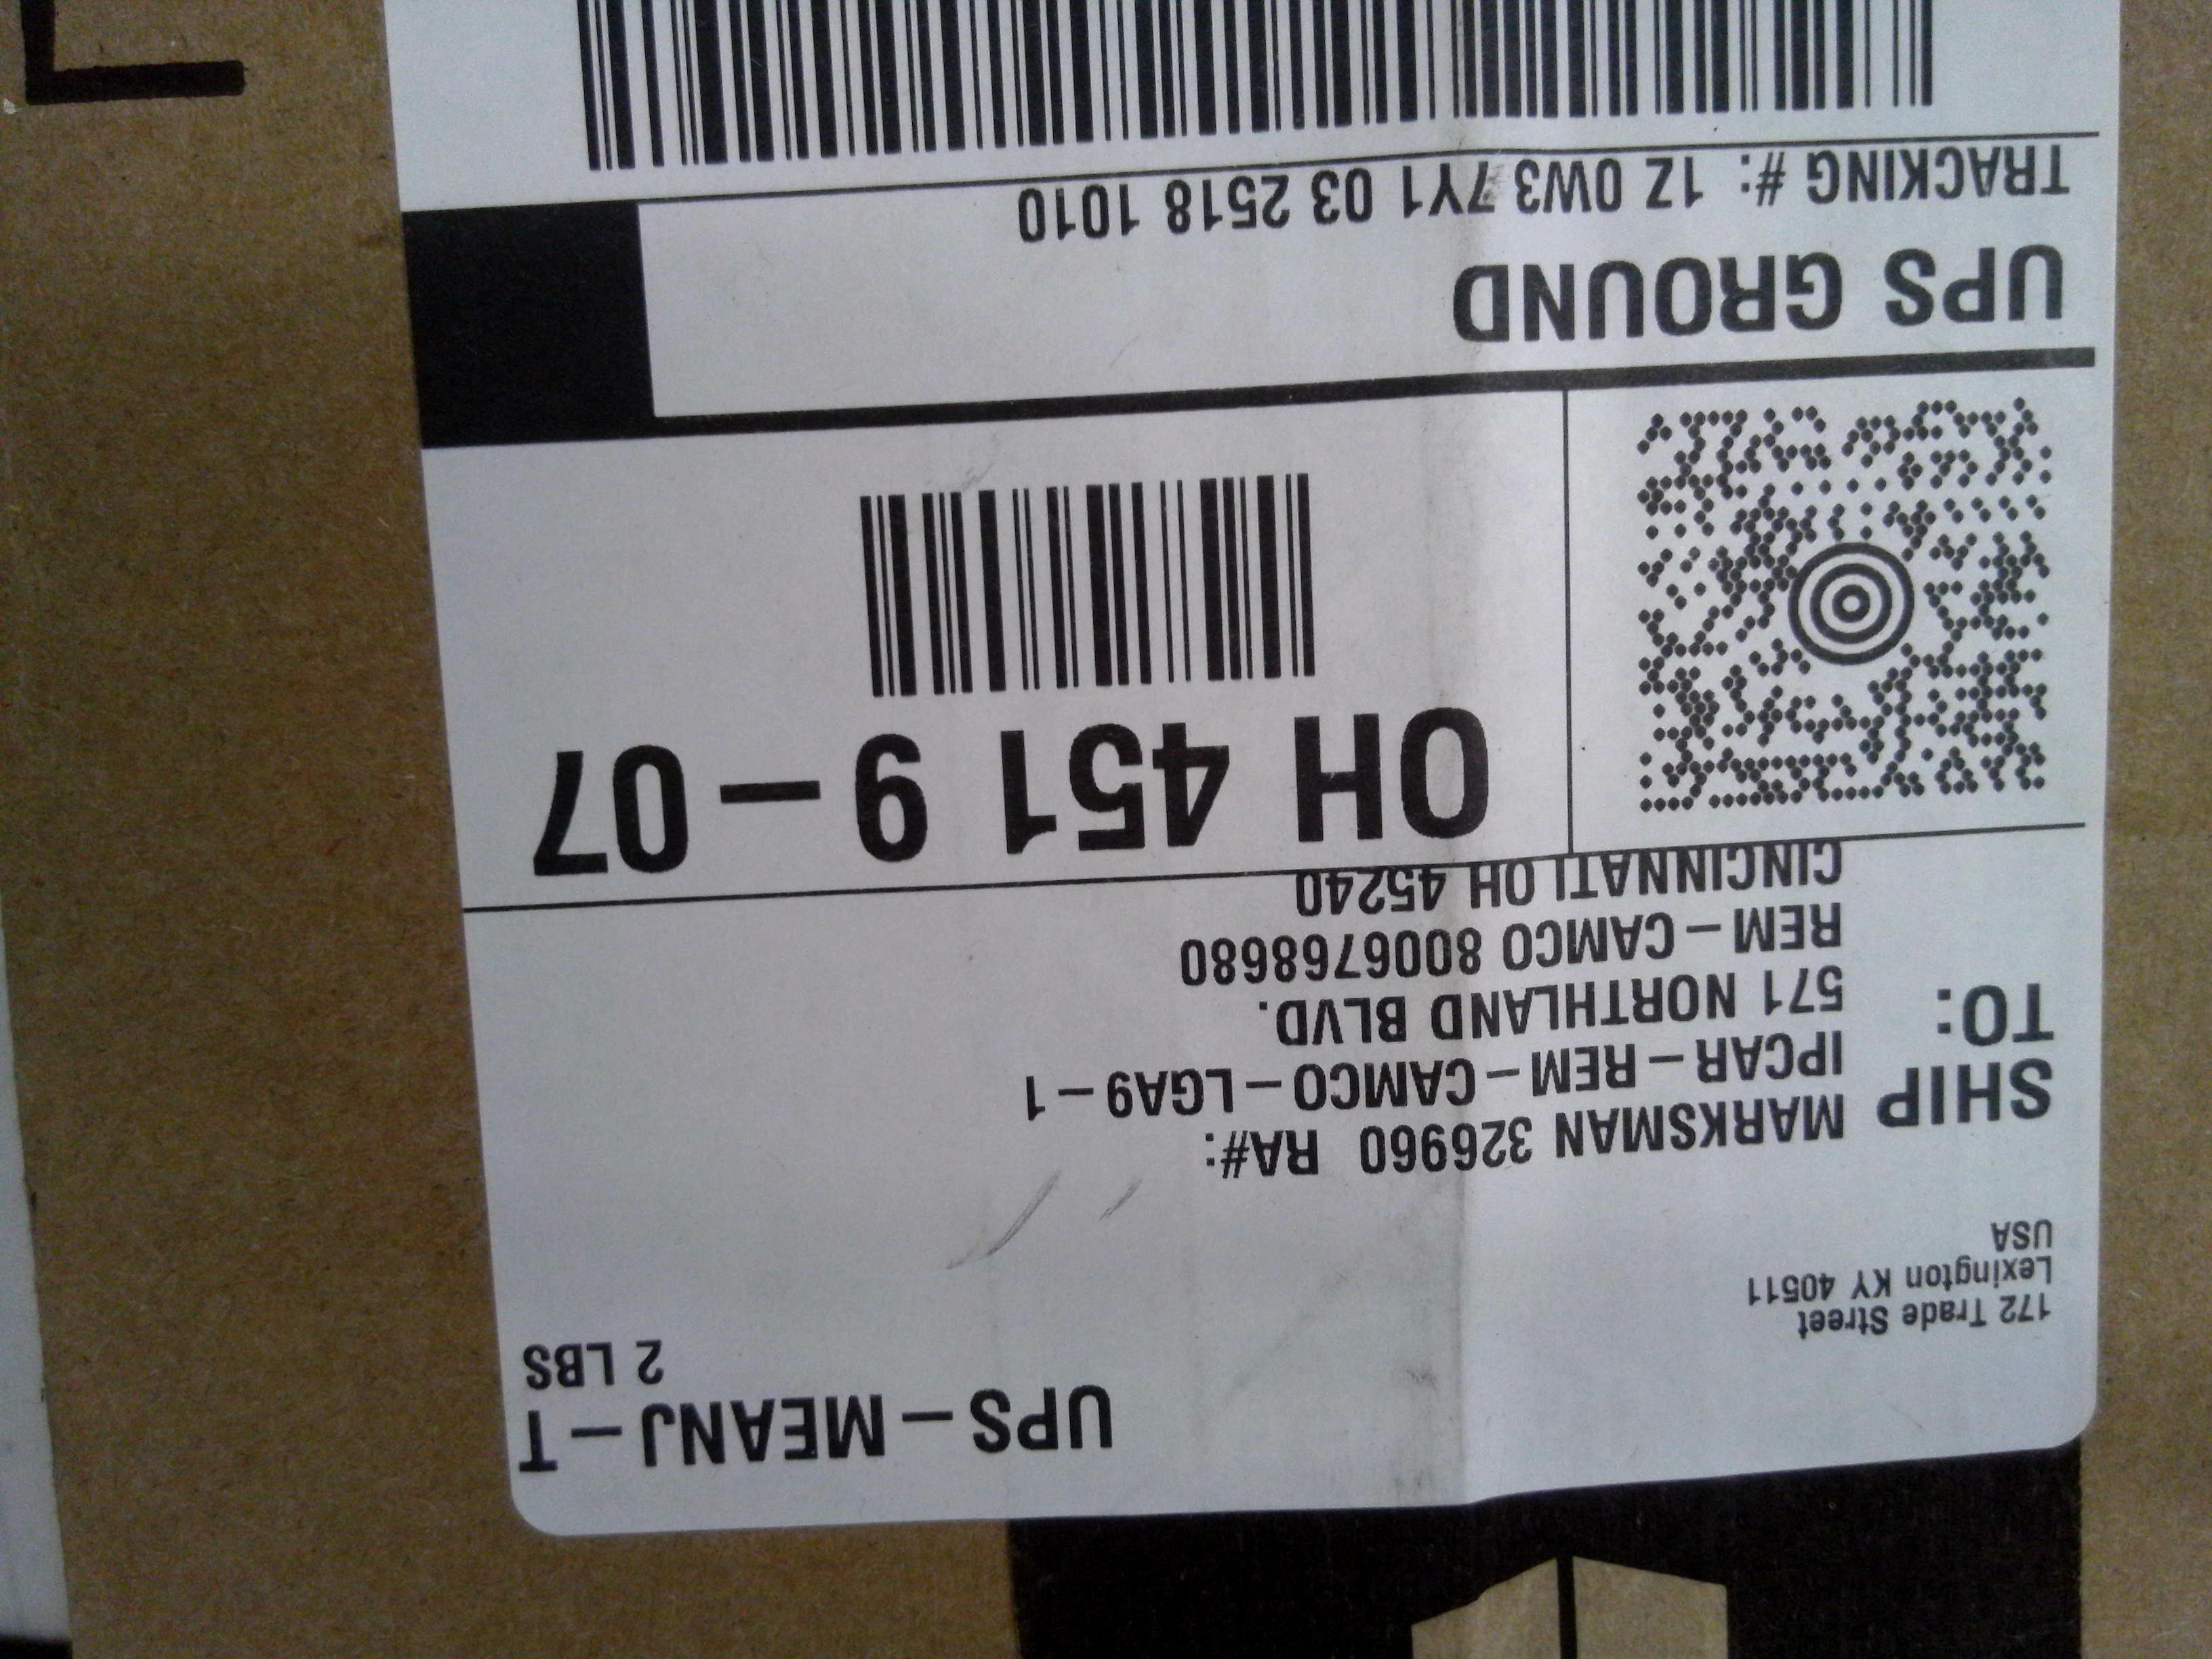 UPS – MEANJ – T
2 LBS
172 Trade Street
Lexington KY 40511
USA
SHIP TO:
MARKSMAN 326960 RA#:
IPCAR – REM – CAMCO – LGA9 – 1
571 NORTHLAND BLVD.
REM – CAMCO 8006768680
CINCINNATI OH 45240
OH 451 9 – 07
UPS GROUND
TRACKING #: 1Z 0W3 7Y1 03 2518 1010